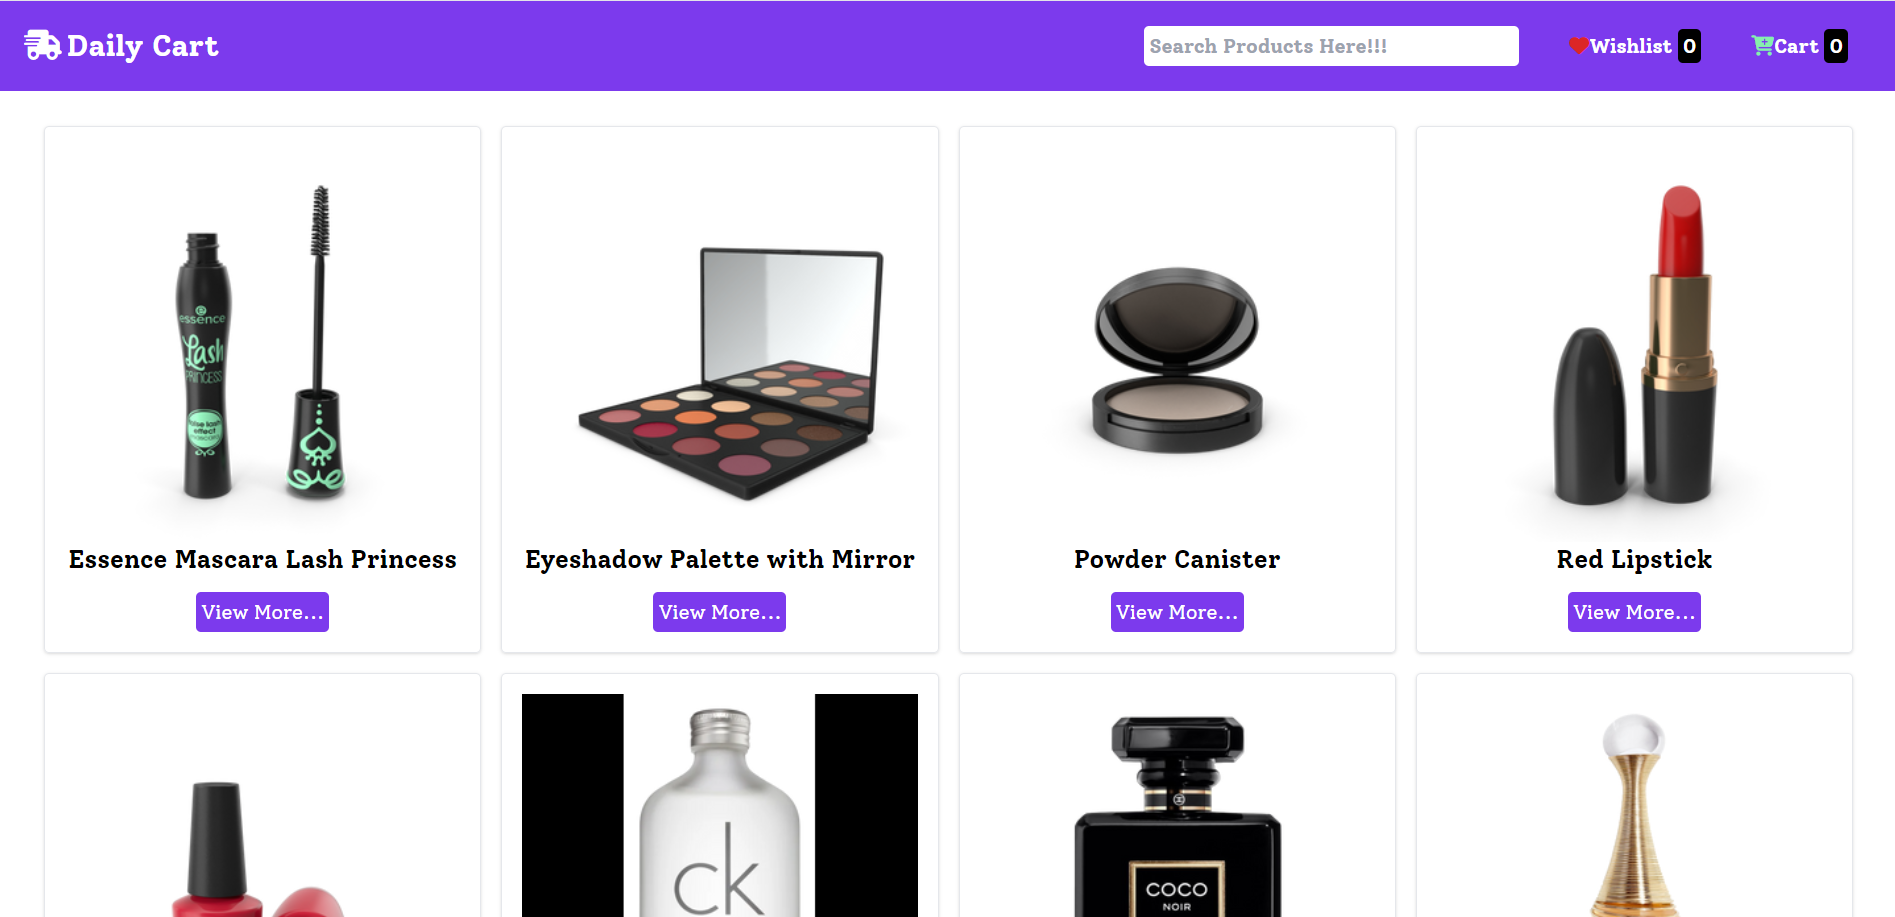 Daily Cart
Search Products Here!!!
Wishlist 0
Cart 0
essence
Lash
PRINCESS
false lash
effect
mascara
Essence Mascara Lash Princess
Eyeshadow Palette with Mirror
Powder Canister
Red Lipstick
View More...
View More...
View More...
View More...
ck
COCO
NOIR